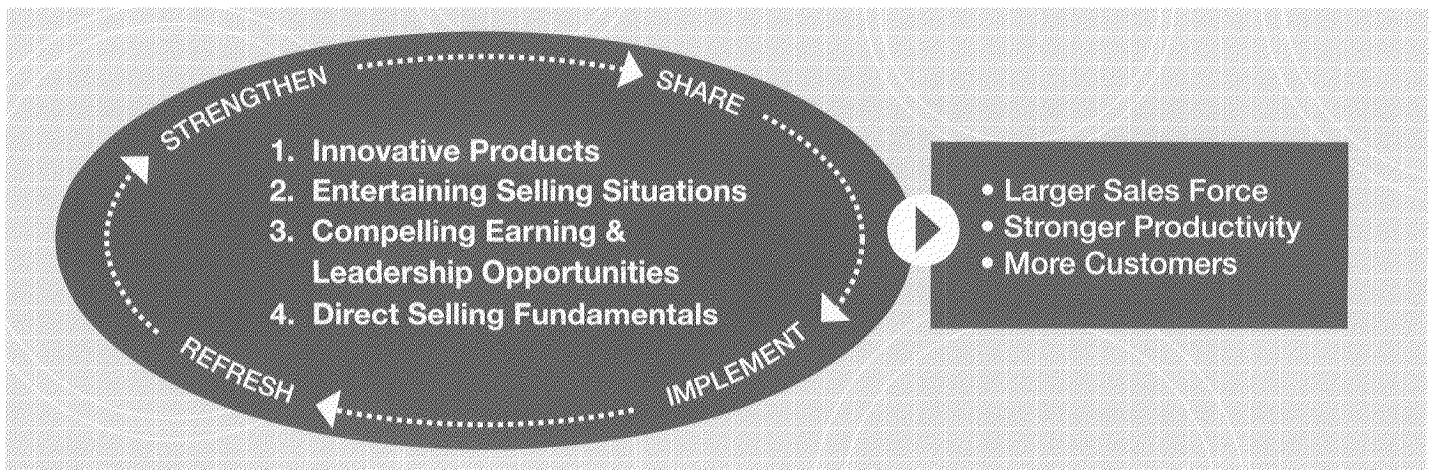 STRENGTHEN
SHARE
1. Innovative Products
2. Entertaining Selling Situations
3. Compelling Earning &
Leadership Opportunities
4. Direct Selling Fundamentals
REFRESH
IMPLEMENT
• Larger Sales Force
• Stronger Productivity
• More Customers